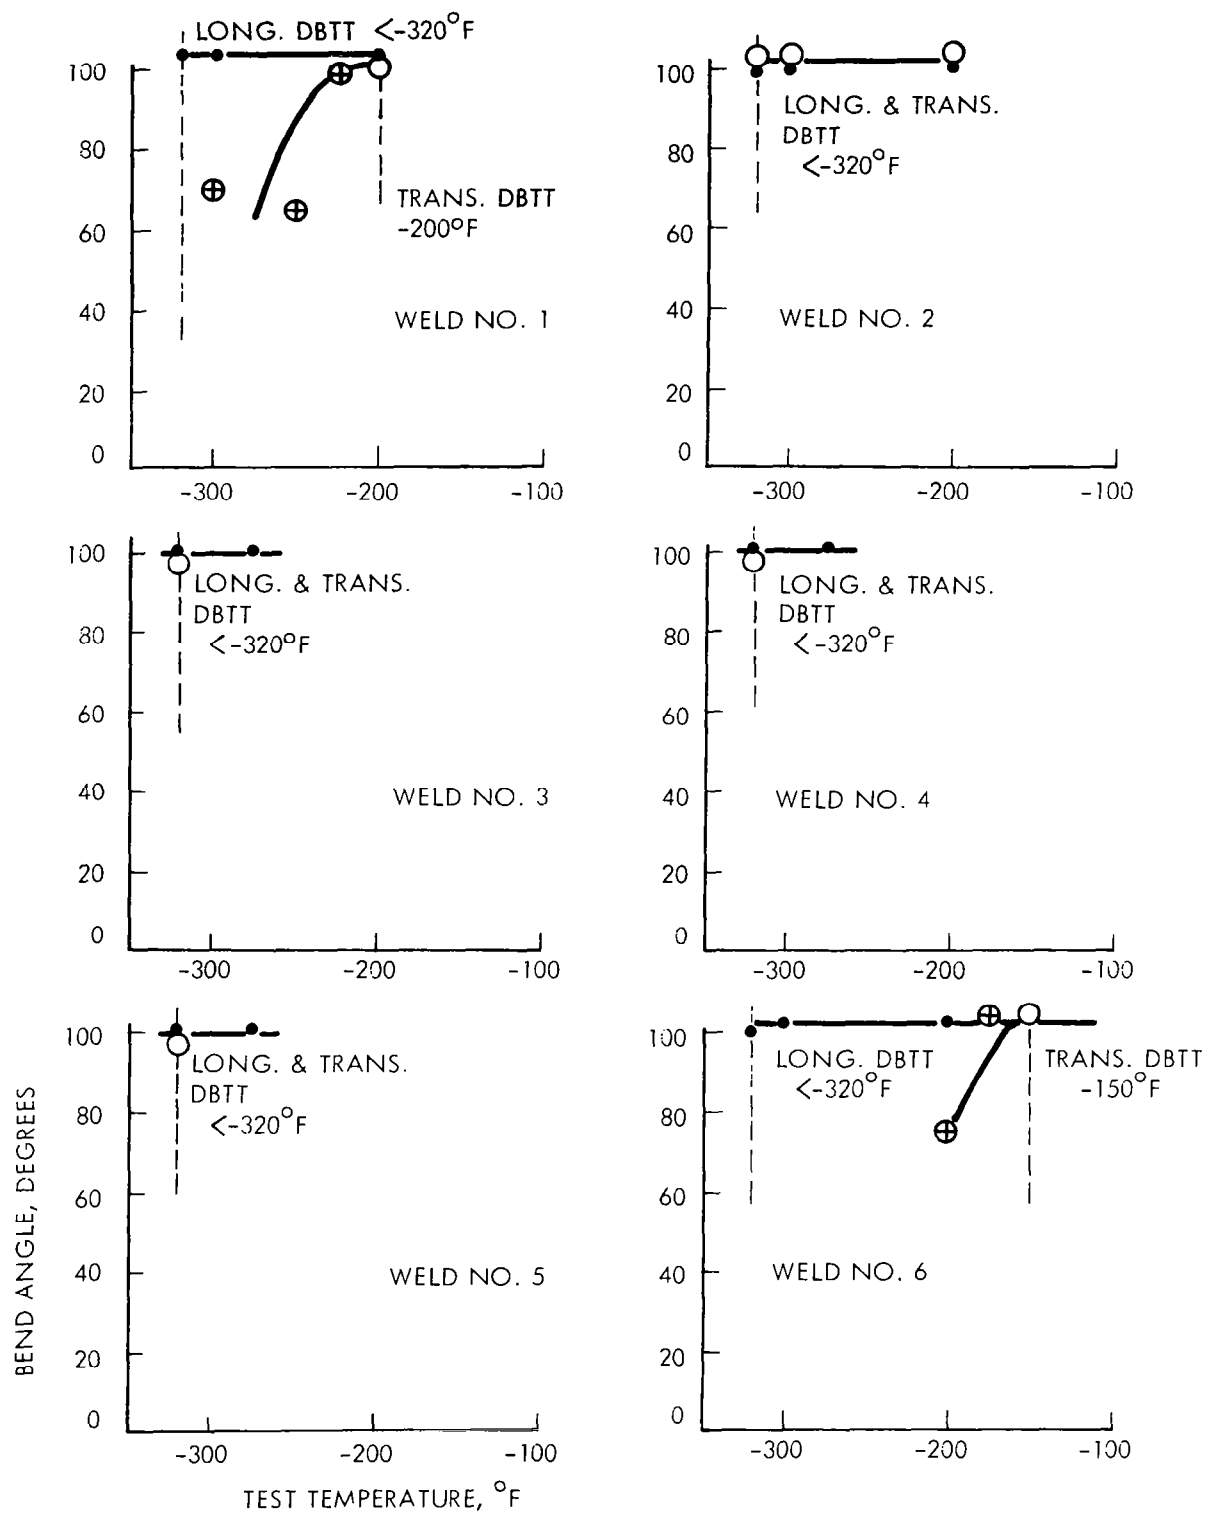 LONG. DBTT <-320°F
100
80
60
40
20
0
TRANS. DBTT
-200°F
WELD NO. 1
-300
-200
-100
100
80
60
40
20
0
LONG. & TRANS.
DBTT
<-320°F
WELD NO. 2
-300
-200
-100
100
80
60
40
20
0
LONG. & TRANS.
DBTT
<-320°F
WELD NO. 3
-300
-200
-100
100
80
60
40
20
0
LONG. & TRANS.
DBTT
<-320°F
WELD NO. 4
-300
-200
-100
BEND ANGLE, DEGREES
100
80
60
40
20
0
LONG. & TRANS.
DBTT
<-320°F
WELD NO. 5
-300
-200
-100
TEST TEMPERATURE, °F
100
80
60
40
20
0
LONG. DBTT
<-320°F
TRANS. DBTT
-150°F
WELD NO. 6
-300
-200
-100